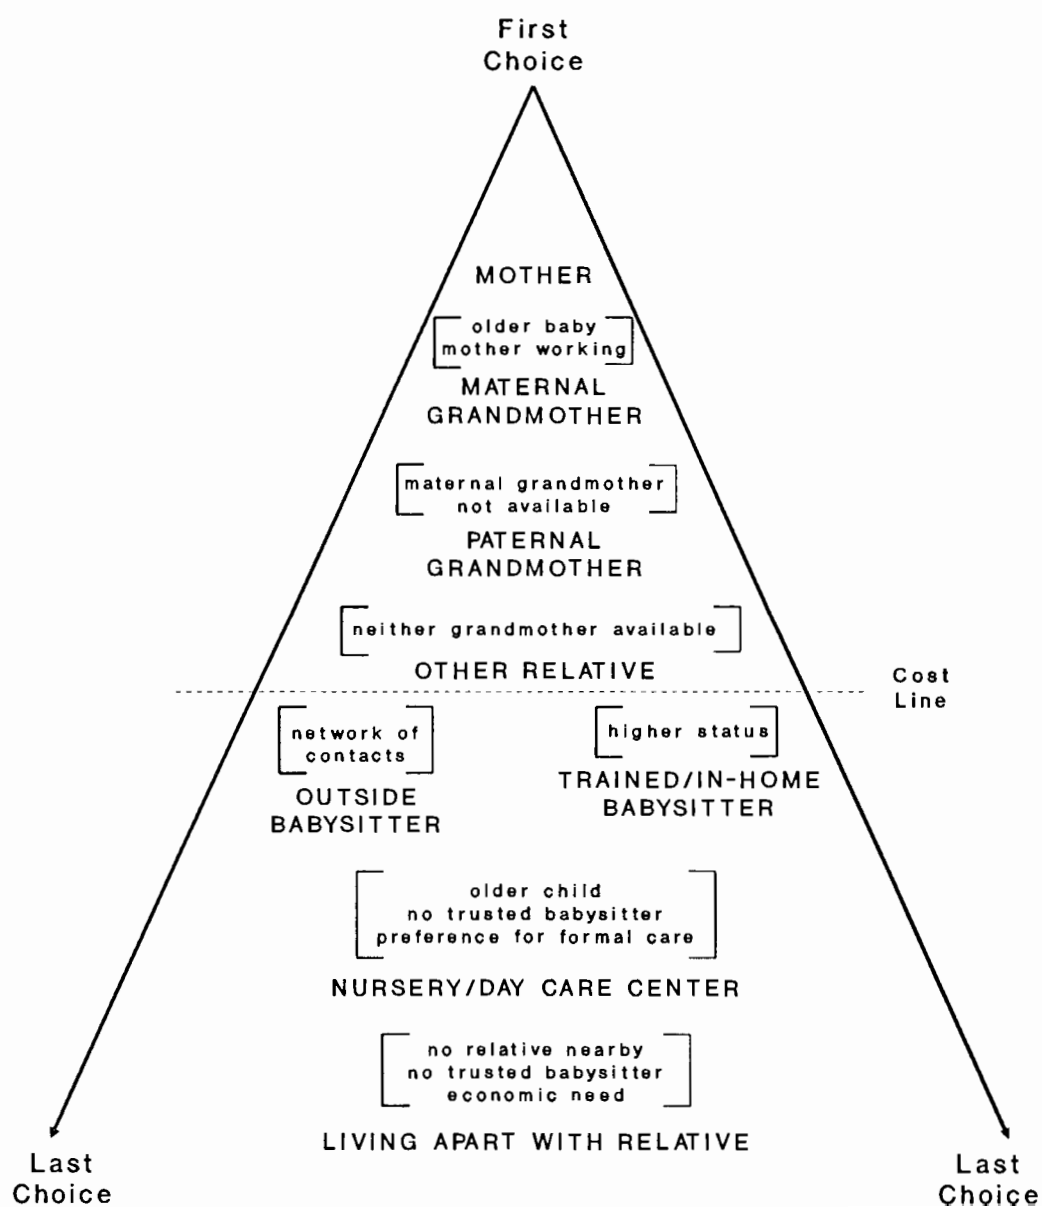 First
Choice
MOTHER
older baby
mother working
MATERNAL
GRANDMOTHER
maternal grandmother
not available
PATERNAL
GRANDMOTHER
neither grandmother available
OTHER RELATIVE
Cost
Line
network of
contacts
OUTSIDE
BABYSITTER
higher status
TRAINED/IN-HOME
BABYSITTER
older child
no trusted babysitter
preference for formal care
NURSERY/DAY CARE CENTER
no relative nearby
no trusted babysitter
economic need
LIVING APART WITH RELATIVE
Last
Choice
Last
Choice